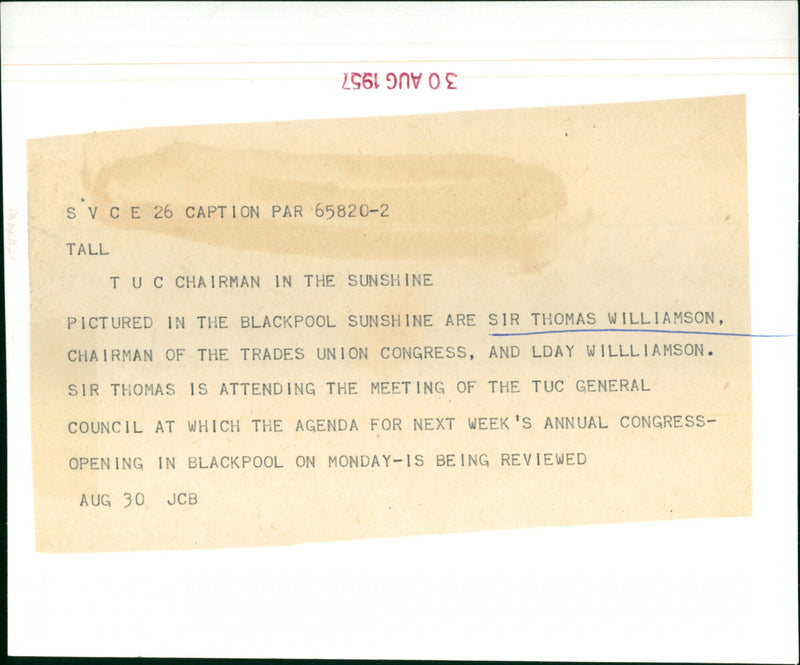 30 AUG 1957
S V C E 26 CAPTION PAR 65820-2
TALL
T U C CHAIRMAN IN THE SUNSHINE
PICTURED IN THE BLACKPOOL SUNSHINE ARE SIR THOMAS WILLIAMSON,
CHAIRMAN OF THE TRADES UNION CONGRESS, AND LDAY WILLLIAMSON.
SIR THOMAS IS ATTENDING THE MEETING OF THE TUC GENERAL
COUNCIL AT WHICH THE AGENDA FOR NEXT WEEK'S ANNUAL CONGRESS-
OPENING IN BLACKPOOL ON MONDAY-IS BEING REVIEWED
AUG 30 JCB